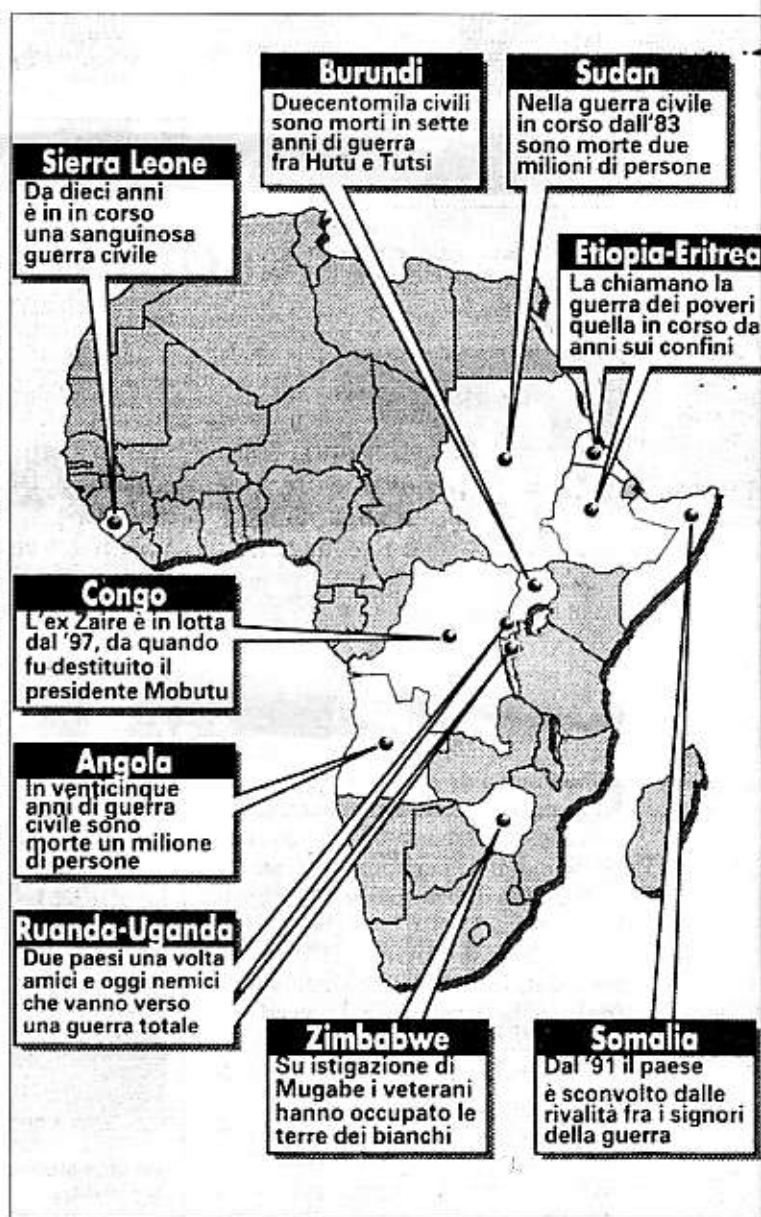 Burundi
Duecentomila civili
sono morti in sette
anni di guerra
fra Hutu e Tutsi
Sudan
Nella guerra civile
in corso dall'83
sono morte due
milioni di persone
Sierra Leone
Da dieci anni
è in in corso
una sanguinosa
guerra civile
Etiopia-Eritrea
La chiamano la
guerra dei poveri
quella in corso da
anni sui confini
Congo
L'ex Zaire è in lotta
dal '97, da quando
fu destituito il
presidente Mobutu
Angola
In venticinque
anni di guerra
civile sono
morte un milione
di persone
Ruanda-Uganda
Due paesi una volta
amici e oggi nemici
che vanno verso
una guerra totale
Zimbabwe
Su istigazione di
Mugabe i veterani
hanno occupato le
terre dei bianchi
Somalia
Dal '91 il paese
è sconvolto dalle
rivalità fra i signori
della guerra